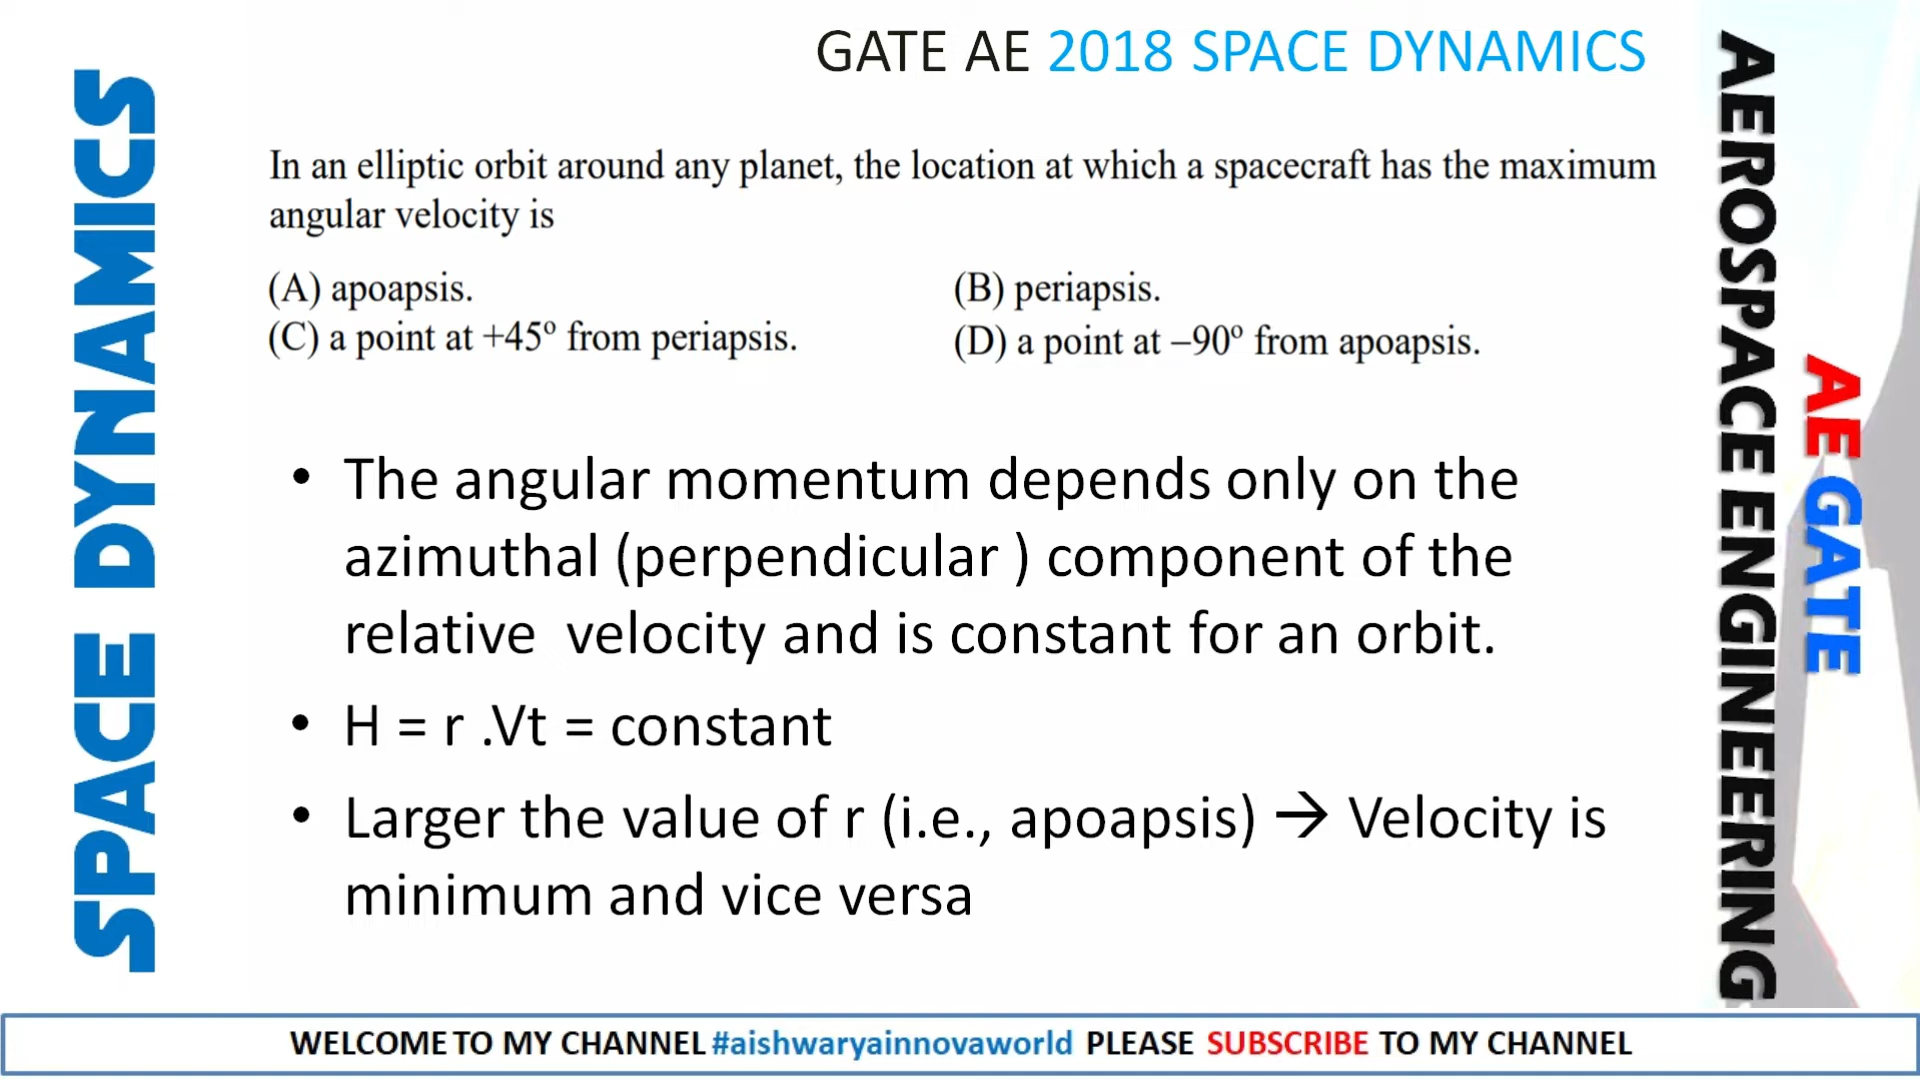 GATE AE 2018 SPACE DYNAMICS
SPACE DYNAMICS
In an elliptic orbit around any planet, the location at which a spacecraft has the maximum
angular velocity is
(A) apoapsis.
(B) periapsis.
(C) a point at +45º from periapsis.
(D) a point at –90º from apoapsis.
• The angular momentum depends only on the
azimuthal (perpendicular ) component of the
relative velocity and is constant for an orbit.
• H = r .Vt = constant
• Larger the value of r (i.e., apoapsis) → Velocity is
minimum and vice versa
AEROSPACE ENGINEERING
AE GATE
WELCOME TO MY CHANNEL #aishwaryainnovaworld PLEASE SUBSCRIBE TO MY CHANNEL